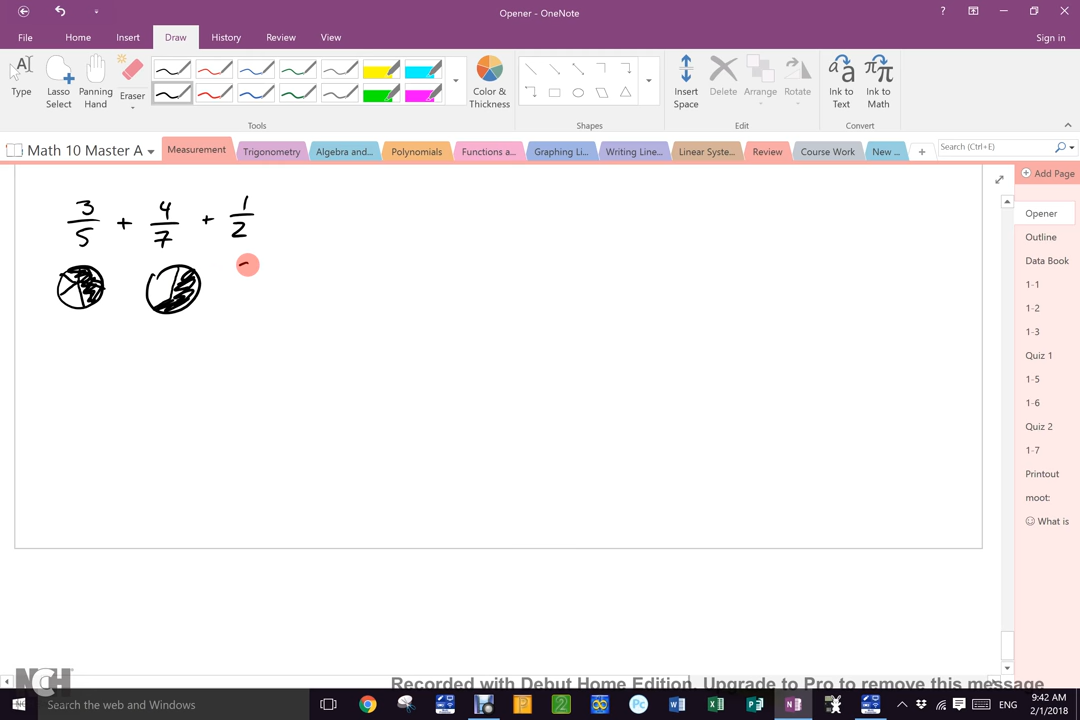 Opener - OneNote
?
File Home Insert Draw History Review View Sign in
Type Lasso Select Panning Hand Eraser Color & Thickness Insert Space Delete Arrange Rotate Ink to Text Ink to Math
Tools Shapes Edit Convert
Math 10 Master A Measurement Trigonometry Algebra and... Polynomials Functions a... Graphing Li... Writing Line... Linear Syste... Review Course Work New ... + Search (Ctrl+E)
Add Page
Opener
Outline
Data Book
1-1
1-2
1-3
Quiz 1
1-5
1-6
Quiz 2
1-7
Printout
moot:
What is
3/5 + 4/7 + 1/2
NCH
Recorded with Debut Home Edition. Upgrade to Pro to remove this message
Search the web and Windows
ENG
9:42 AM
2/1/2018